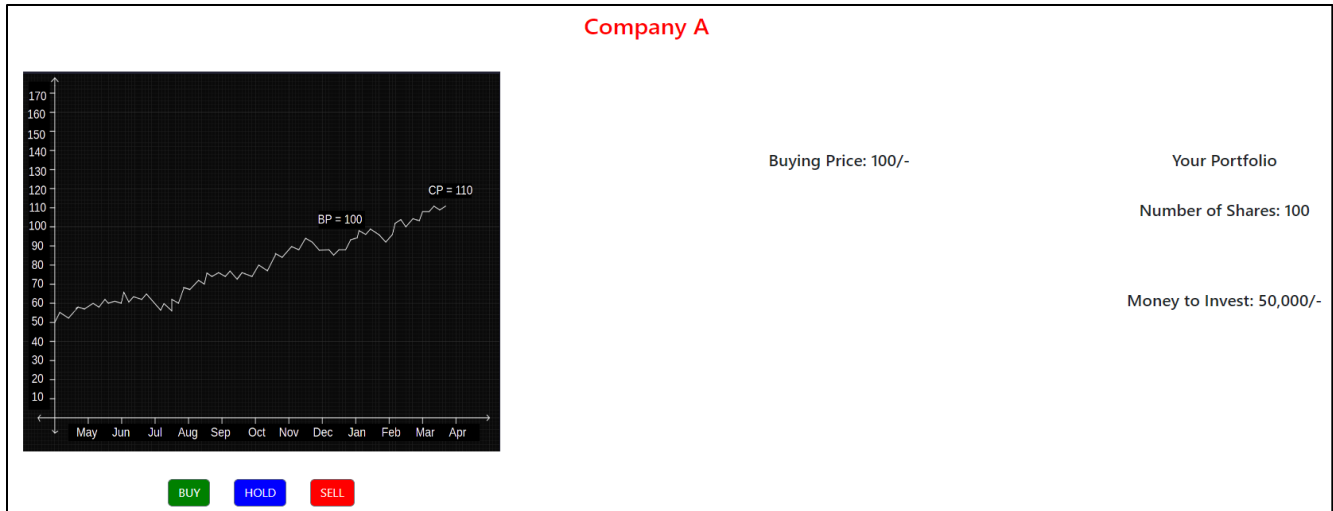 Company A
170
160
150
140
130
120
110
100
90
80
70
60
50
40
30
20
10
CP = 110
BP = 100
May Jun Jul Aug Sep Oct Nov Dec Jan Feb Mar Apr
Buying Price: 100/-
Your Portfolio
Number of Shares: 100
Money to Invest: 50,000/-
BUY HOLD SELL